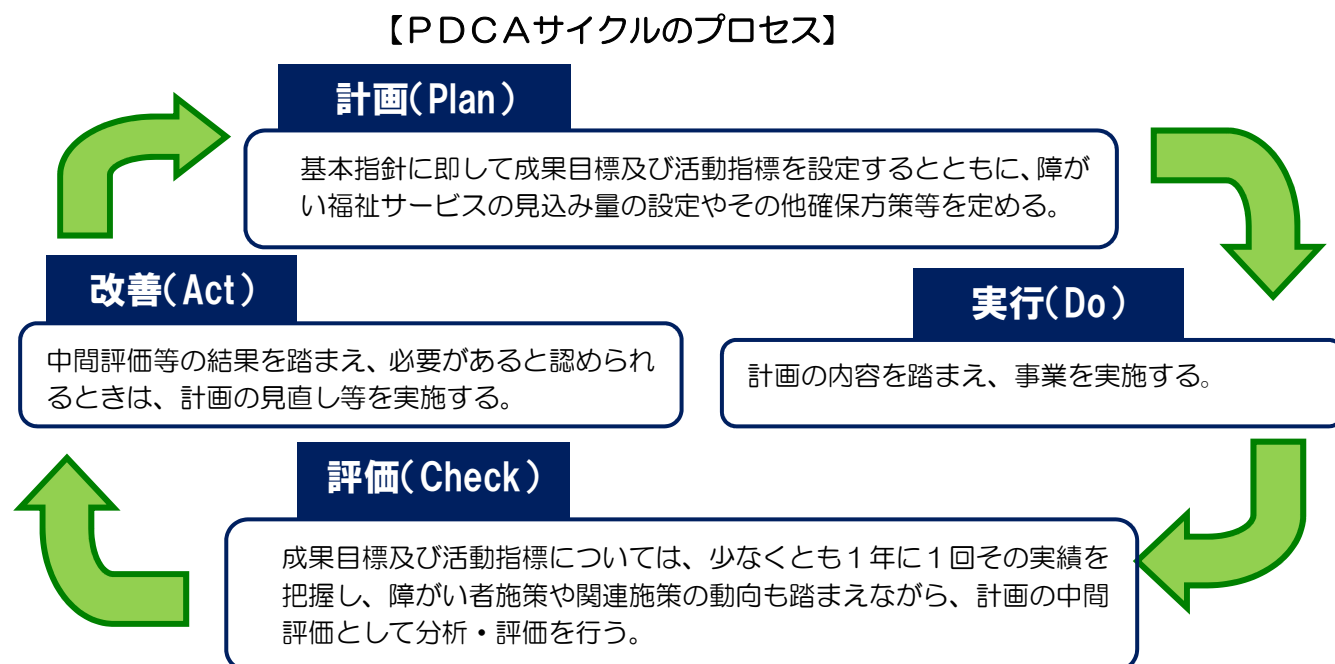 【ＰＤＣＡサイクルのプロセス】
計画（Plan）
基本指針に即して成果目標及び活動指標を設定するとともに、障が
い福祉サービスの見込み量の設定やその他確保方策等を定める。
実行（Do）
計画の内容を踏まえ、事業を実施する。
評価（Check）
成果目標及び活動指標については、少なくとも１年に１回その実績を
把握し、障がい者施策や関連施策の動向も踏まえながら、計画の中間
評価として分析・評価を行う。
改善（Act）
中間評価等の結果を踏まえ、必要があると認められ
るときは、計画の見直し等を実施する。